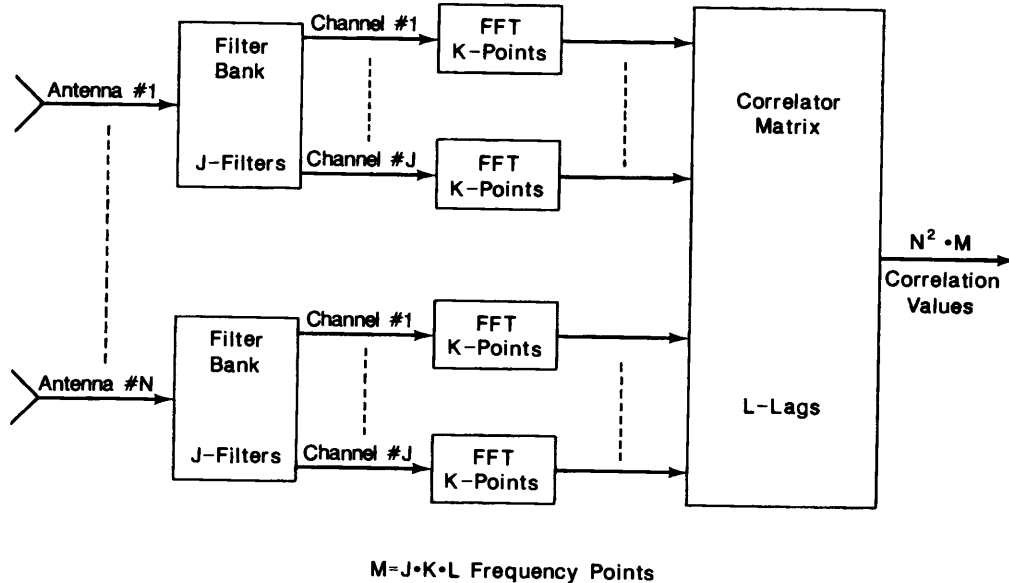 Antenna #1
Filter
Bank
J-Filters
Channel #1
Channel #J
FFT
K-Points
FFT
K-Points
Antenna #N
Filter
Bank
J-Filters
Channel #1
Channel #J
FFT
K-Points
FFT
K-Points
Correlator
Matrix
L-Lags
N² •M
Correlation
Values
M=J•K•L Frequency Points